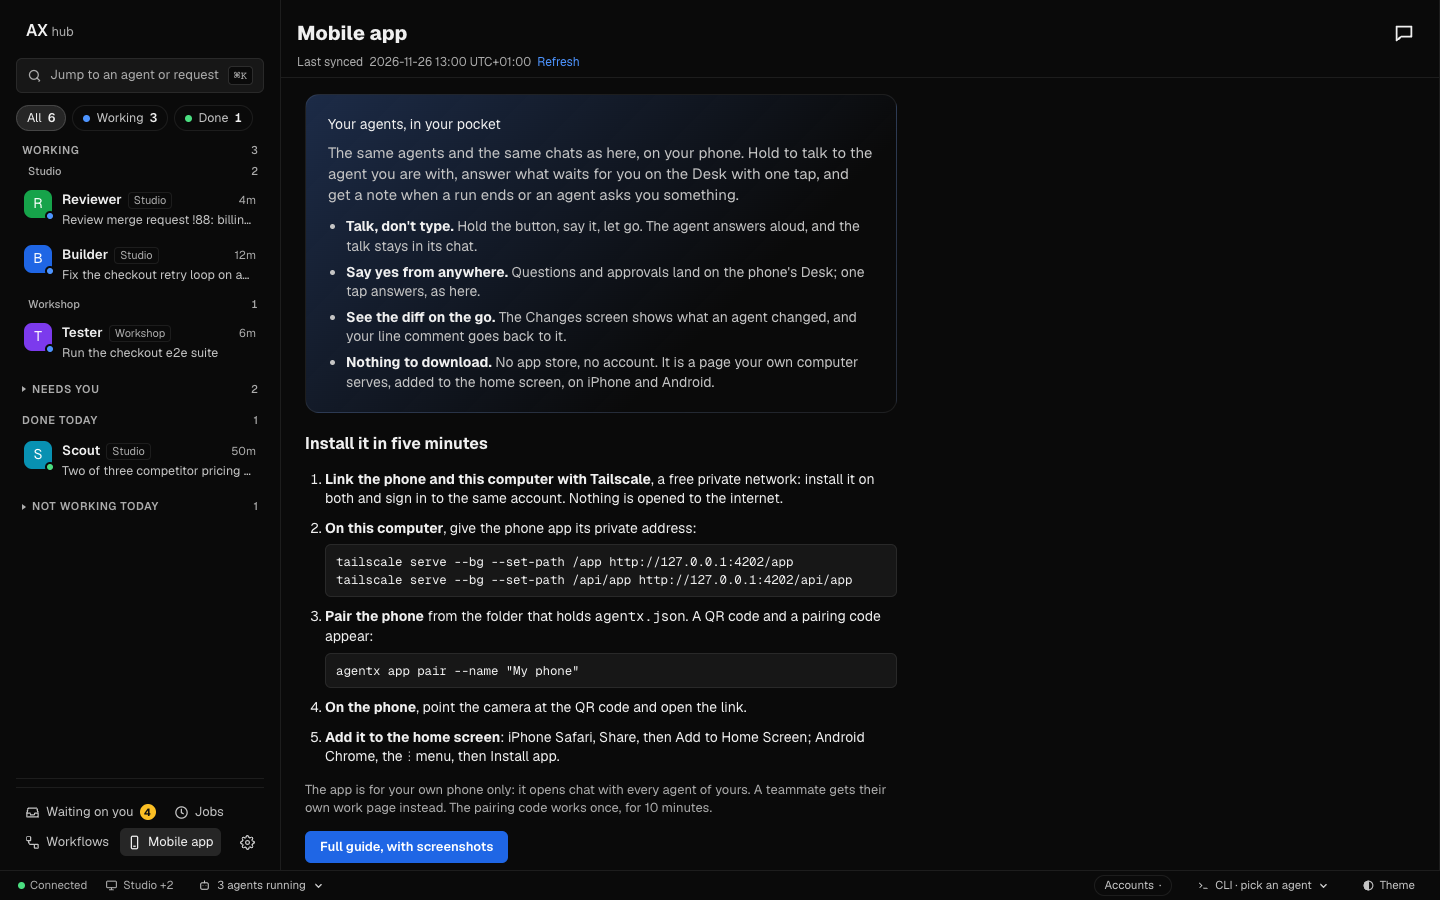 AX hub
Jump to an agent or request ⌘K
All 6
Working 3
Done 1
WORKING 3
Studio 2
R
Reviewer Studio 4m
Review merge request !88: billin...
B
Builder Studio 12m
Fix the checkout retry loop on a...
Workshop 1
T
Tester Workshop 6m
Run the checkout e2e suite
NEEDS YOU 2
DONE TODAY 1
S
Scout Studio 50m
Two of three competitor pricing ...
NOT WORKING TODAY 1
Waiting on you 4
Jobs
Workflows
Mobile app
Mobile app
Last synced 2026-11-26 13:00 UTC+01:00 Refresh
Your agents, in your pocket
The same agents and the same chats as here, on your phone. Hold to talk to the
agent you are with, answer what waits for you on the Desk with one tap, and
get a note when a run ends or an agent asks you something.
• Talk, don't type. Hold the button, say it, let go. The agent answers aloud, and the
talk stays in its chat.
• Say yes from anywhere. Questions and approvals land on the phone's Desk; one
tap answers, as here.
• See the diff on the go. The Changes screen shows what an agent changed, and
your line comment goes back to it.
• Nothing to download. No app store, no account. It is a page your own computer
serves, added to the home screen, on iPhone and Android.
Install it in five minutes
1. Link the phone and this computer with Tailscale, a free private network: install it on
both and sign in to the same account. Nothing is opened to the internet.
2. On this computer, give the phone app its private address:
tailscale serve --bg --set-path /app http://127.0.0.1:4202/app
tailscale serve --bg --set-path /api/app http://127.0.0.1:4202/api/app
3. Pair the phone from the folder that holds agentx.json. A QR code and a pairing code
appear:
agentx app pair --name "My phone"
4. On the phone, point the camera at the QR code and open the link.
5. Add it to the home screen: iPhone Safari, Share, then Add to Home Screen; Android
Chrome, the ⋮ menu, then Install app.
The app is for your own phone only: it opens chat with every agent of yours. A teammate gets their
own work page instead. The pairing code works once, for 10 minutes.
Full guide, with screenshots
Connected
Studio +2
3 agents running
Accounts ·
CLI · pick an agent
Theme